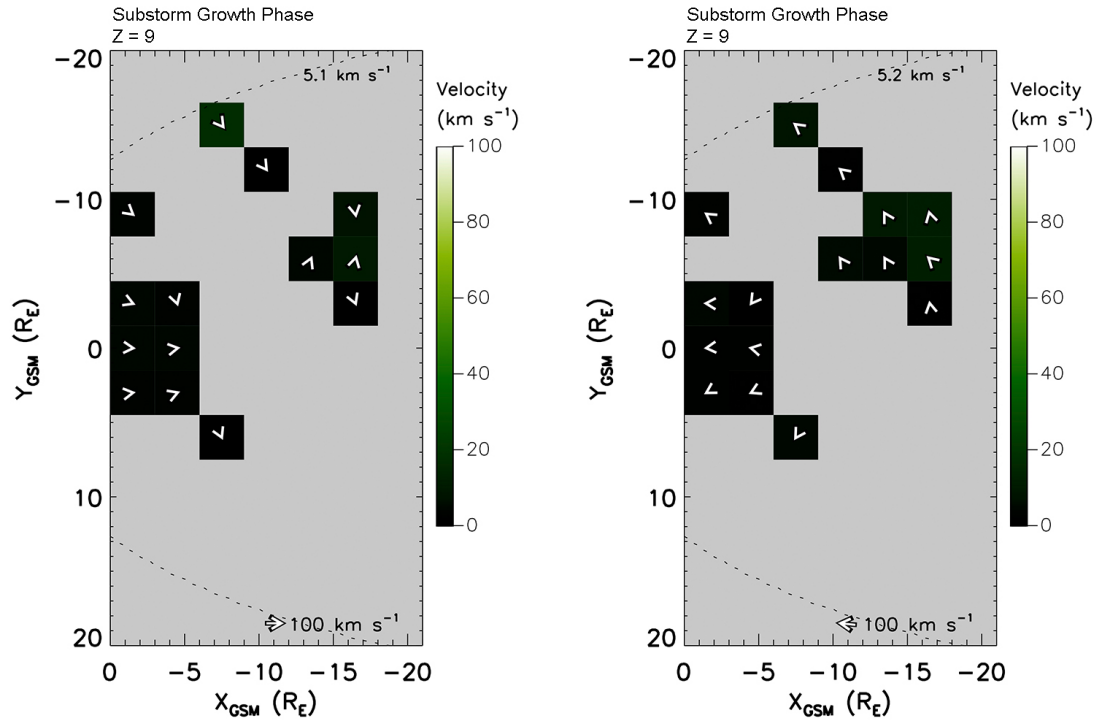 Substorm Growth Phase
Z = 9
5.1 km s⁻¹
Velocity
(km s⁻¹)
−20
−10
0
10
20
Y_GSM (R_E)
100
80
60
40
20
0
100 km s⁻¹
0 −5 −10 −15 −20
X_GSM (R_E)
Substorm Growth Phase
Z = 9
5.2 km s⁻¹
Velocity
(km s⁻¹)
−20
−10
0
10
20
Y_GSM (R_E)
100
80
60
40
20
0
100 km s⁻¹
0 −5 −10 −15 −20
X_GSM (R_E)